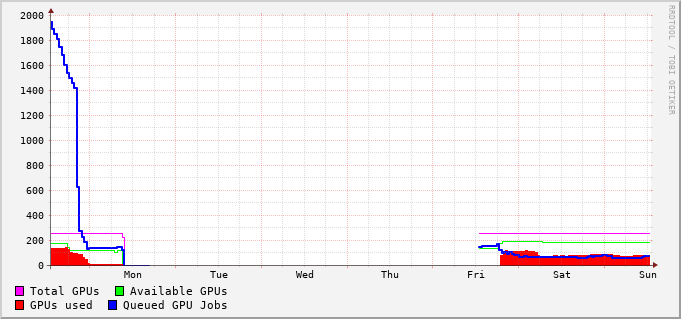 2000
1800
1600
1400
1200
1000
800
600
400
200
0
Mon Tue Wed Thu Fri Sat Sun
Total GPUs Available GPUs
GPUs used Queued GPU Jobs
RRDTOOL / TOBI OETIKER